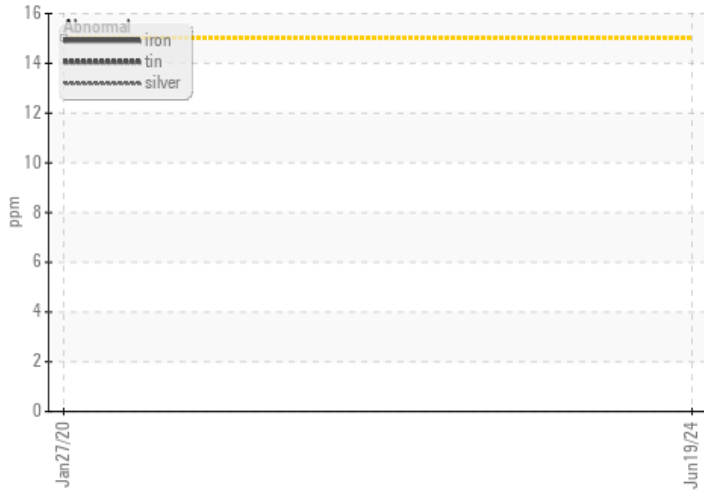 16
14
12
10
8
6
4
2
0
ppm
Abnormal
iron
tin
silver
Jan27/20
Jun19/24